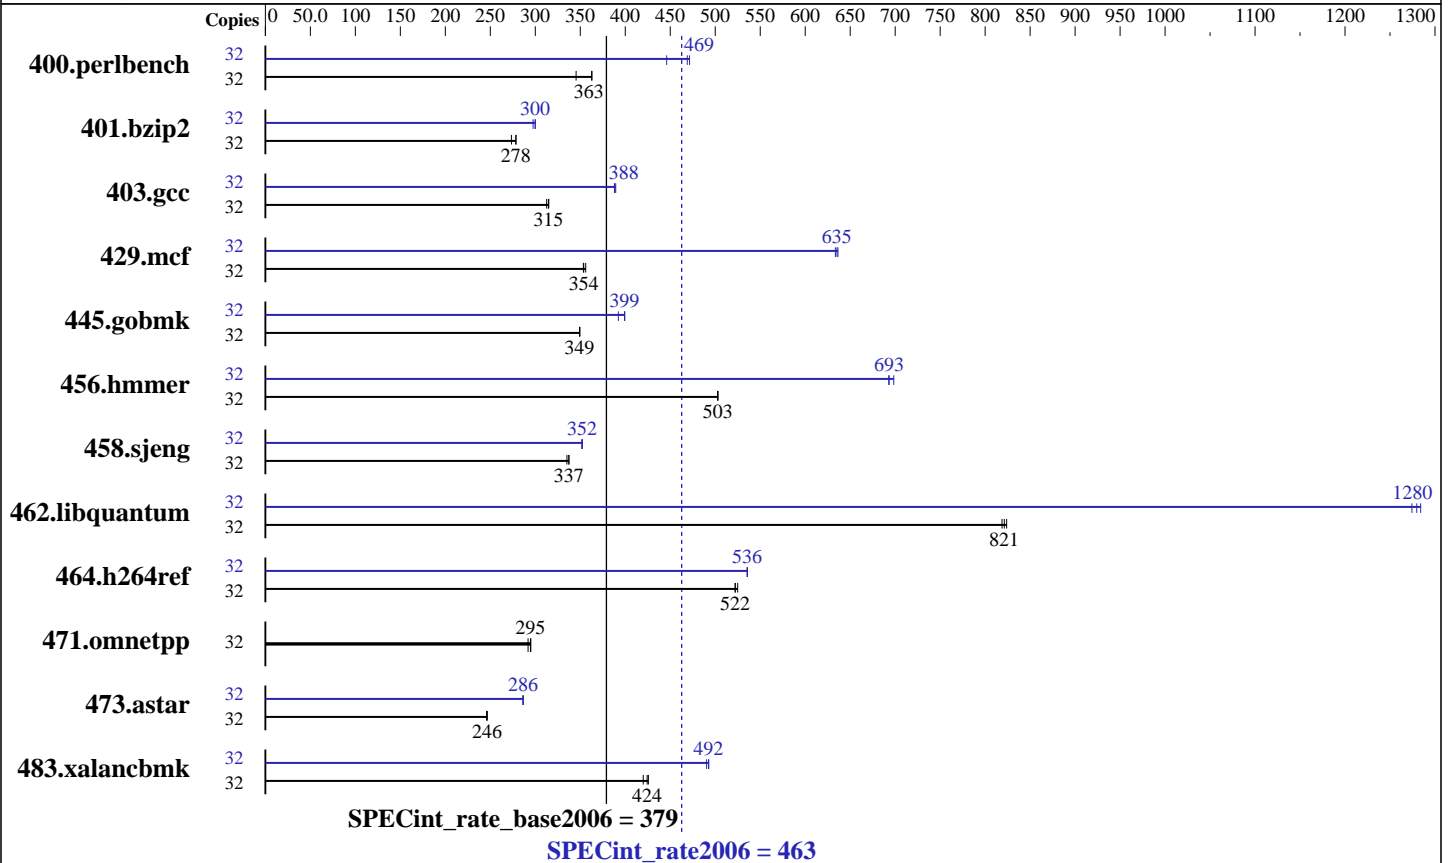 Copies 0 50.0 100 150 200 250 300 350 400 450 500 550 600 650 700 750 800 850 900 950 1000 1100 1200 1300
400.perlbench 32 469
32 363
401.bzip2 32 300
32 278
403.gcc 32 388
32 315
429.mcf 32 635
32 354
445.gobmk 32 399
32 349
456.hmmer 32 693
32 503
458.sjeng 32 352
32 337
462.libquantum 32 1280
32 821
464.h264ref 32 536
32 522
471.omnetpp 32 295
473.astar 32 286
32 246
483.xalancbmk 32 492
32 424
SPECint_rate_base2006 = 379
SPECint_rate2006 = 463